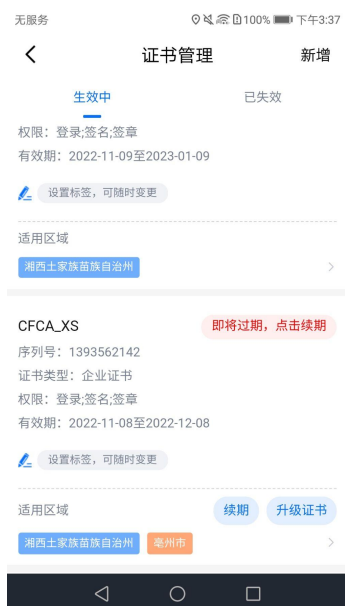 无服务 100% 下午3:37
证书管理 新增
生效中 已失效
权限：登录;签名;签章
有效期：2022-11-09至2023-01-09
设置标签，可随时变更
适用区域
湘西土家族苗族自治州
CFCA_XS 即将过期，点击续期
序列号：1393562142
证书类型：企业证书
权限：登录;签名;签章
有效期：2022-11-08至2022-12-08
设置标签，可随时变更
适用区域 续期 升级证书
湘西土家族苗族自治州 亳州市